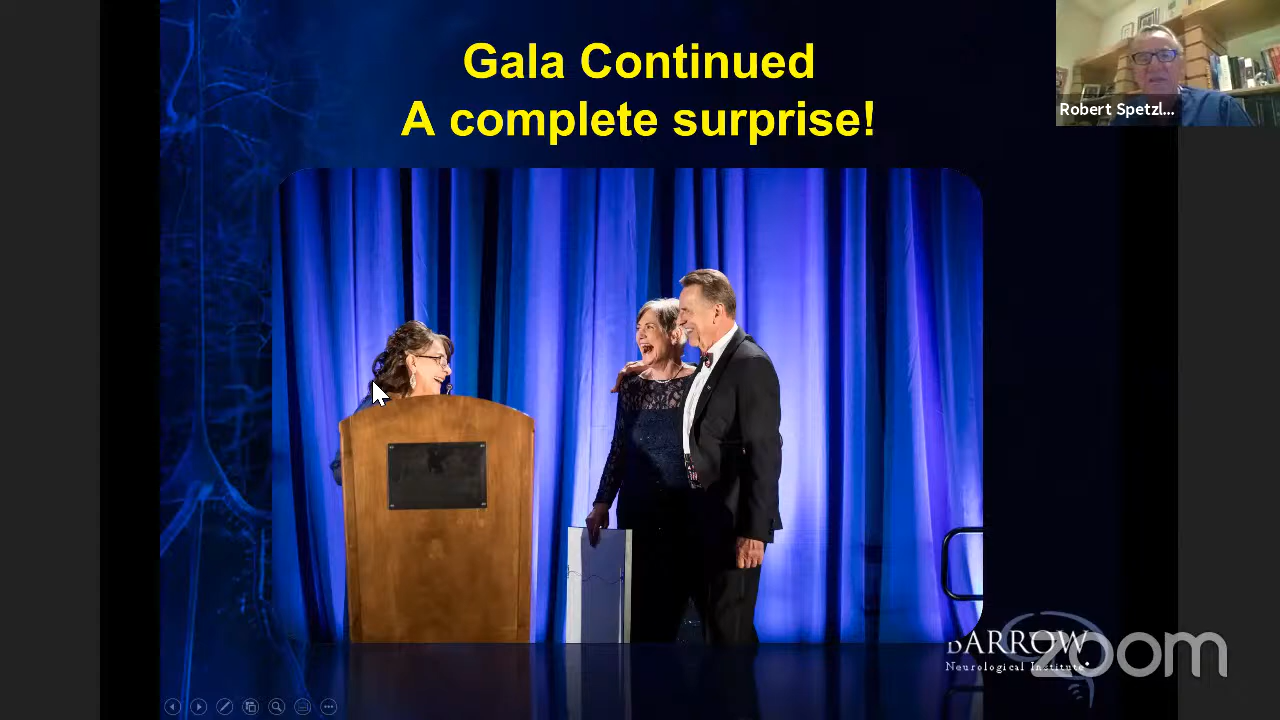 Gala Continued
A complete surprise!
Robert Spetzl...
BARROW
Neurological Institute®
zoom